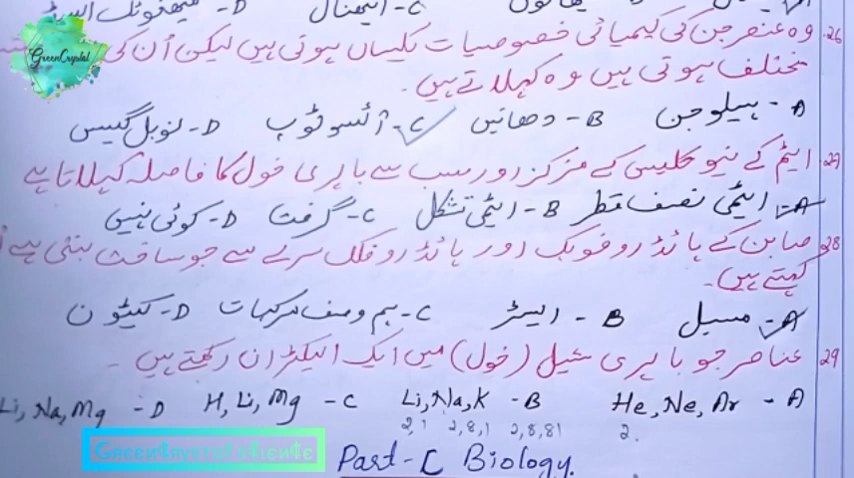 A- C- ایتھنال D- ایتھنوئک ایسڈ
26. وہ عنصر جن کی کیمیائی خصوصیات یکساں ہوتی ہیں لیکن اُن کی
مختلف ہوتی ہیں وہ کہلاتے ہیں۔
A- ہیلوجن B- دھاتیں C- آئسوٹوپ D- نوبل گیسیں
27. ایٹم کے نیوکلیس کے مرکز اور سب سے باہری خول کا فاصلہ کہلاتا ہے
A- ایٹمی نصف قطر B- ایٹمی تشکل C- گرفت D- کوئی نہیں
28. صابن کے ہائڈروفوبک اور ہائڈروفلک سرے سے جو ساخت بنتی ہے
کہتے ہیں۔
A- مسیل B- ایسٹر C- ہم وصف مرکبات D- کیٹون
29. عناصر جو باہری شیل (خول) میں ایک الیکٹران رکھتے ہیں۔
A- He, Ne, Ar B- Li, Na, K C- H, Li, Mg D- Li, Na, Mg
2. 2,8,81 2,8,1 2,1
Part-C Biology.
GreenCrystal